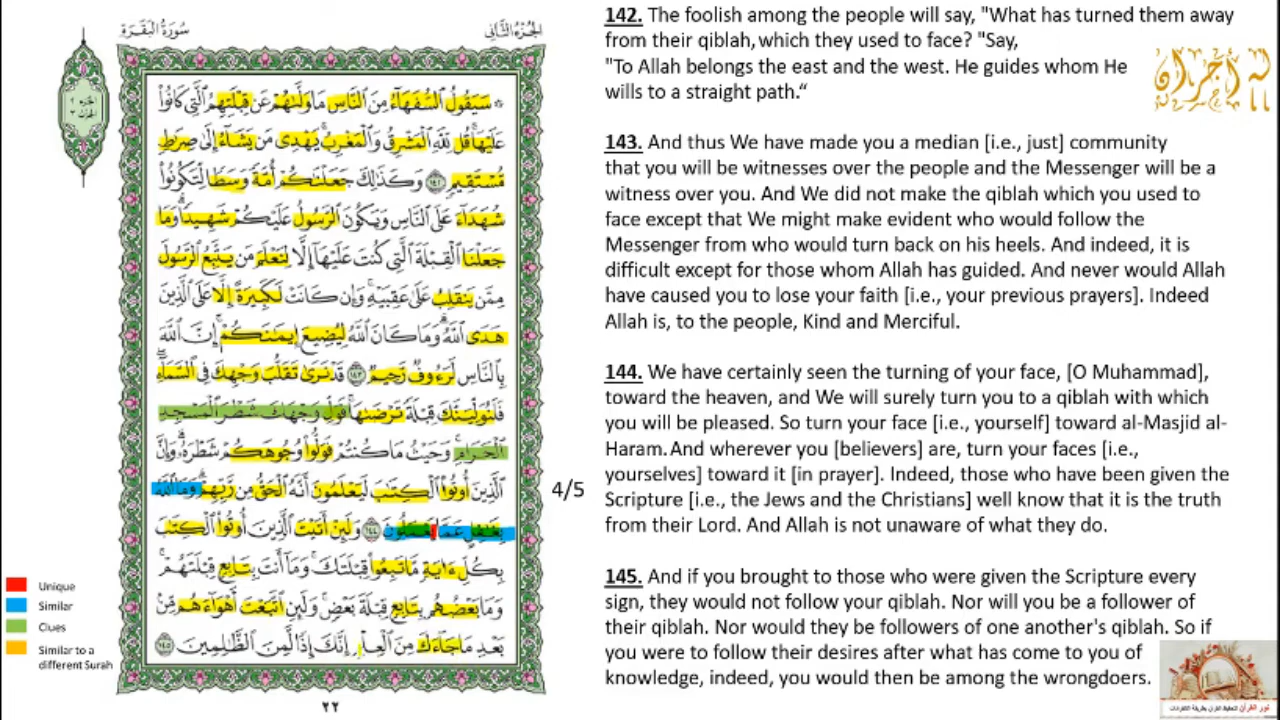 سُورَةُ البَقَرَةِ
الجُزْءُ الثَّانِي
۞ سَيَقُولُ ٱلسُّفَهَآءُ مِنَ ٱلنَّاسِ مَا وَلَّىٰهُمْ عَن قِبْلَتِهِمُ ٱلَّتِى كَانُوا۟
عَلَيْهَا ۚ قُل لِّلَّهِ ٱلْمَشْرِقُ وَٱلْمَغْرِبُ ۚ يَهْدِى مَن يَشَآءُ إِلَىٰ صِرَٰطٍ
مُّسْتَقِيمٍ ١٤٢ وَكَذَٰلِكَ جَعَلْنَٰكُمْ أُمَّةً وَسَطًا لِّتَكُونُوا۟
شُهَدَآءَ عَلَى ٱلنَّاسِ وَيَكُونَ ٱلرَّسُولُ عَلَيْكُمْ شَهِيدًا ۗ وَمَا
جَعَلْنَا ٱلْقِبْلَةَ ٱلَّتِى كُنتَ عَلَيْهَآ إِلَّا لِنَعْلَمَ مَن يَتَّبِعُ ٱلرَّسُولَ
مِمَّن يَنقَلِبُ عَلَىٰ عَقِبَيْهِ ۚ وَإِن كَانَتْ لَكَبِيرَةً إِلَّا عَلَى ٱلَّذِينَ
هَدَى ٱللَّهُ ۗ وَمَا كَانَ ٱللَّهُ لِيُضِيعَ إِيمَٰنَكُمْ ۚ إِنَّ ٱللَّهَ
بِٱلنَّاسِ لَرَءُوفٌ رَّحِيمٌ ١٤٣ قَدْ نَرَىٰ تَقَلُّبَ وَجْهِكَ فِى ٱلسَّمَآءِ ۖ
فَلَنُوَلِّيَنَّكَ قِبْلَةً تَرْضَىٰهَا ۚ فَوَلِّ وَجْهَكَ شَطْرَ ٱلْمَسْجِدِ
ٱلْحَرَامِ ۚ وَحَيْثُ مَا كُنتُمْ فَوَلُّوا۟ وُجُوهَكُمْ شَطْرَهُۥ ۗ وَإِنَّ
ٱلَّذِينَ أُوتُوا۟ ٱلْكِتَٰبَ لَيَعْلَمُونَ أَنَّهُ ٱلْحَقُّ مِن رَّبِّهِمْ ۗ وَمَا ٱللَّهُ
بِغَٰفِلٍ عَمَّا يَعْمَلُونَ ١٤٤ وَلَئِنْ أَتَيْتَ ٱلَّذِينَ أُوتُوا۟ ٱلْكِتَٰبَ
بِكُلِّ ءَايَةٍ مَّا تَبِعُوا۟ قِبْلَتَكَ ۚ وَمَآ أَنتَ بِتَابِعٍ قِبْلَتَهُمْ ۚ
وَمَا بَعْضُهُم بِتَابِعٍ قِبْلَةَ بَعْضٍ ۚ وَلَئِنِ ٱتَّبَعْتَ أَهْوَآءَهُم مِّنۢ
بَعْدِ مَا جَآءَكَ مِنَ ٱلْعِلْمِ ۙ إِنَّكَ إِذًا لَّمِنَ ٱلظَّٰلِمِينَ ١٤٥
٢٢
Unique
Similar
Clues
Similar to a
different Surah
4/5
142. The foolish among the people will say, "What has turned them away
from their qiblah, which they used to face? "Say,
"To Allah belongs the east and the west. He guides whom He
wills to a straight path.“
143. And thus We have made you a median [i.e., just] community
that you will be witnesses over the people and the Messenger will be a
witness over you. And We did not make the qiblah which you used to
face except that We might make evident who would follow the
Messenger from who would turn back on his heels. And indeed, it is
difficult except for those whom Allah has guided. And never would Allah
have caused you to lose your faith [i.e., your previous prayers]. Indeed
Allah is, to the people, Kind and Merciful.
144. We have certainly seen the turning of your face, [O Muhammad],
toward the heaven, and We will surely turn you to a qiblah with which
you will be pleased. So turn your face [i.e., yourself] toward al-Masjid al-
Haram. And wherever you [believers] are, turn your faces [i.e.,
yourselves] toward it [in prayer]. Indeed, those who have been given the
Scripture [i.e., the Jews and the Christians] well know that it is the truth
from their Lord. And Allah is not unaware of what they do.
145. And if you brought to those who were given the Scripture every
sign, they would not follow your qiblah. Nor will you be a follower of
their qiblah. Nor would they be followers of one another's qiblah. So if
you were to follow their desires after what has come to you of
knowledge, indeed, you would then be among the wrongdoers.
له أجران
نور القرآن